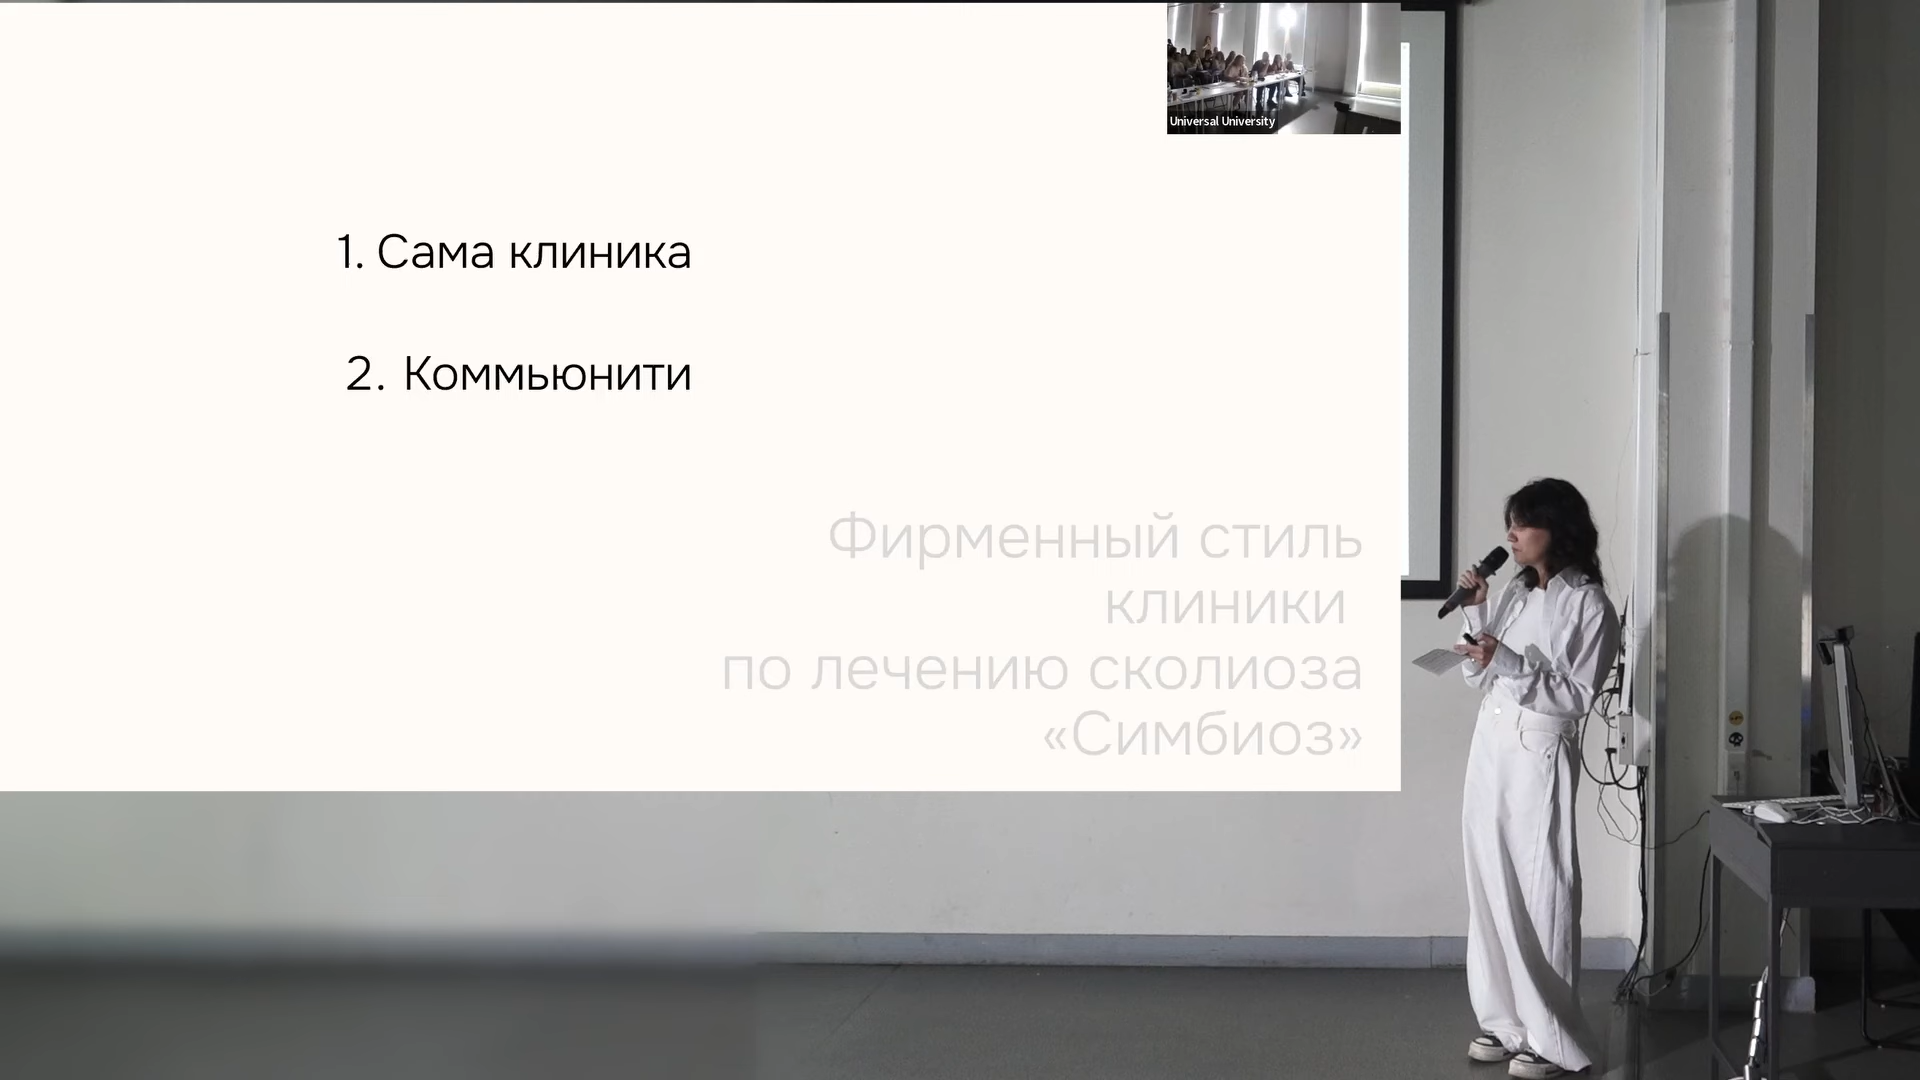 Universal University
1. Сама клиника
2. Коммьюнити
Фирменный стиль
клиники
по лечению сколиоза
«Симбиоз»